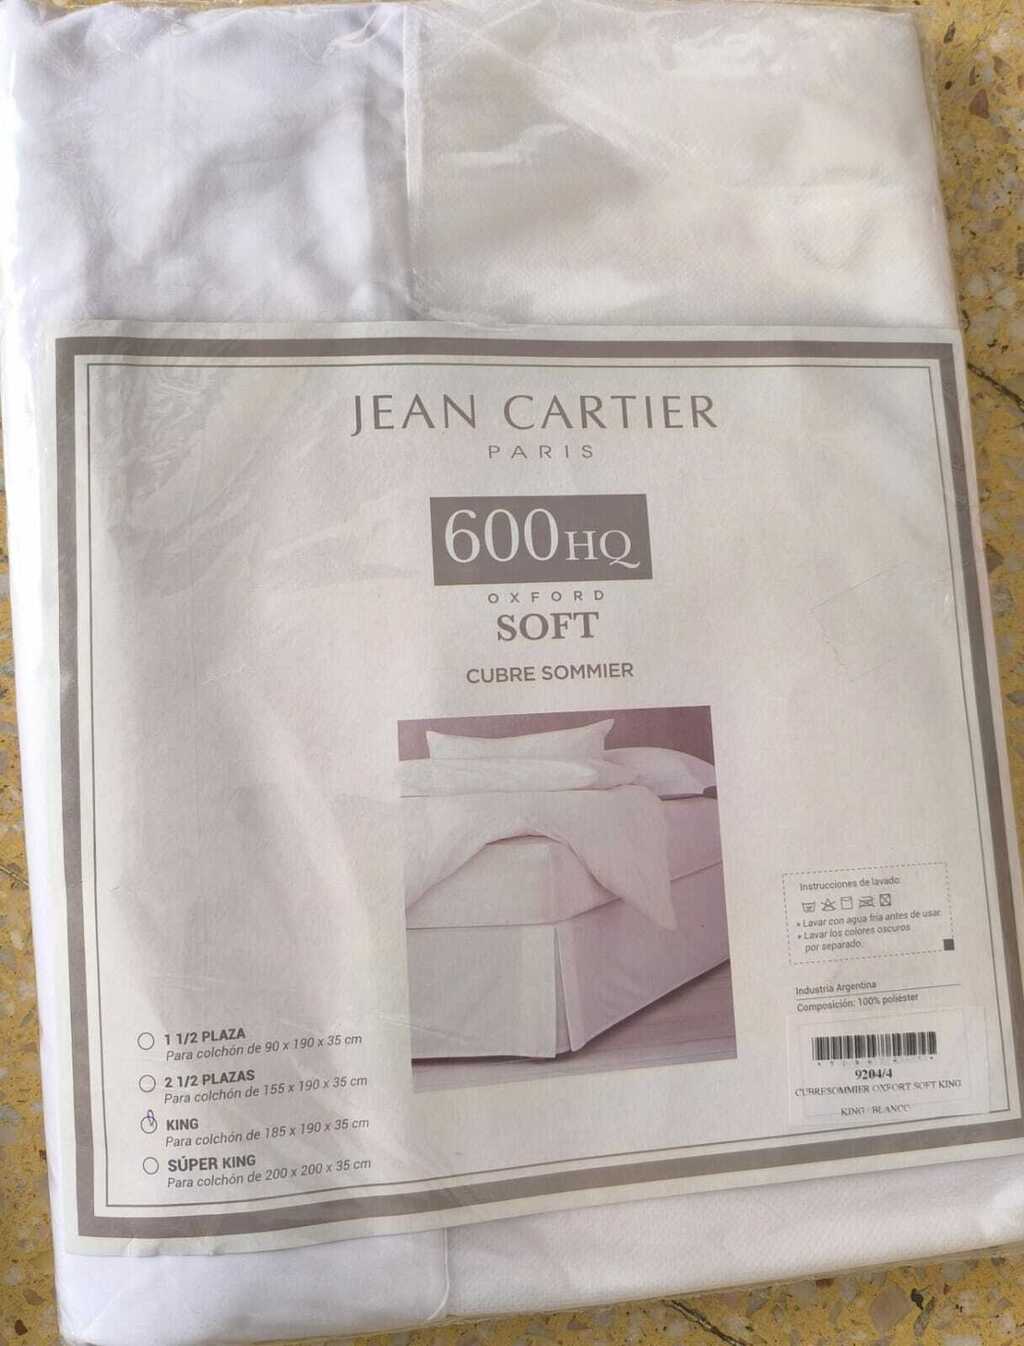 JEAN CARTIER
PARIS
600HQ
OXFORD
SOFT
CUBRE SOMMIER
Instrucciones de lavado:
• Lavar con agua fría antes de usar.
• Lavar los colores oscuros
por separado.
Industria Argentina
Composición: 100% poliéster
9204/4
CUBRESOMMIER OXFORT SOFT KING
KING / BLANCO
1 1/2 PLAZA
Para colchón de 90 x 190 x 35 cm
2 1/2 PLAZAS
Para colchón de 155 x 190 x 35 cm
KING
Para colchón de 185 x 190 x 35 cm
SÚPER KING
Para colchón de 200 x 200 x 35 cm